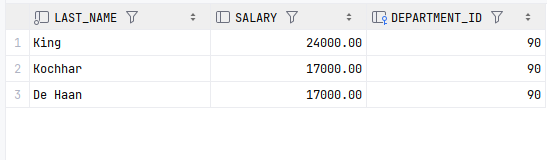 LAST_NAME SALARY DEPARTMENT_ID
1 King 24000.00 90
2 Kochhar 17000.00 90
3 De Haan 17000.00 90